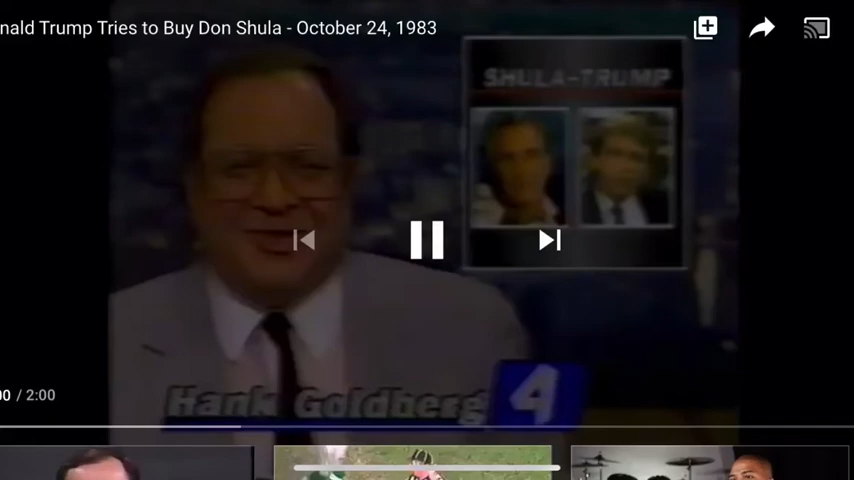 nald Trump Tries to Buy Don Shula - October 24, 1983
SHULA-TRUMP
Hank Goldberg
4
00 / 2:00